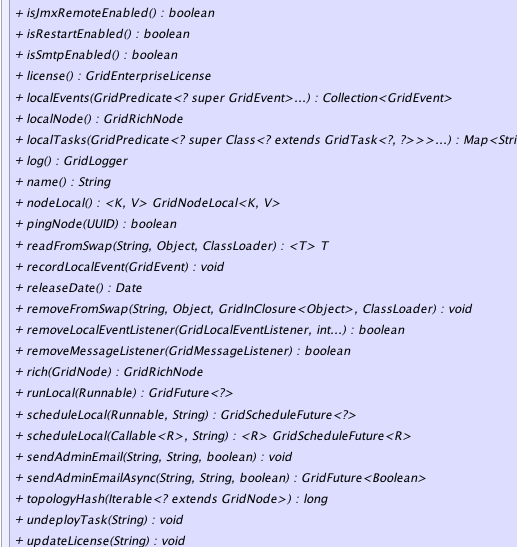 + isJmxRemoteEnabled() : boolean
+ isRestartEnabled() : boolean
+ isSmtpEnabled() : boolean
+ license() : GridEnterpriseLicense
+ localEvents(GridPredicate<? super GridEvent>...) : Collection<GridEvent>
+ localNode() : GridRichNode
+ localTasks(GridPredicate<? super Class<? extends GridTask<?, ?>>>...) : Map<Stri
+ log() : GridLogger
+ name() : String
+ nodeLocal() : <K, V> GridNodeLocal<K, V>
+ pingNode(UUID) : boolean
+ readFromSwap(String, Object, ClassLoader) : <T> T
+ recordLocalEvent(GridEvent) : void
+ releaseDate() : Date
+ removeFromSwap(String, Object, GridInClosure<Object>, ClassLoader) : void
+ removeLocalEventListener(GridLocalEventListener, int...) : boolean
+ removeMessageListener(GridMessageListener) : boolean
+ rich(GridNode) : GridRichNode
+ runLocal(Runnable) : GridFuture<?>
+ scheduleLocal(Runnable, String) : GridScheduleFuture<?>
+ scheduleLocal(Callable<R>, String) : <R> GridScheduleFuture<R>
+ sendAdminEmail(String, String, boolean) : void
+ sendAdminEmailAsync(String, String, boolean) : GridFuture<Boolean>
+ topologyHash(Iterable<? extends GridNode>) : long
+ undeployTask(String) : void
+ updateLicense(String) : void